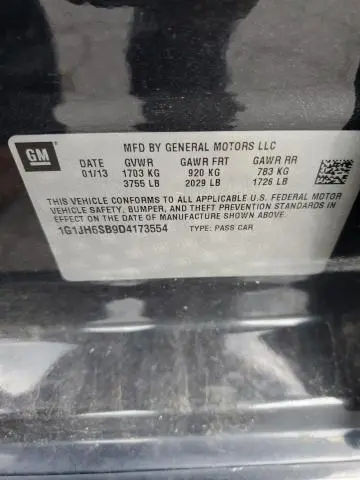 GM
MFD BY GENERAL MOTORS LLC
DATE GVWR GAWR FRT GAWR RR
01/13 1703 KG 920 KG 783 KG
3755 LB 2029 LB 1726 LB
THIS VEHICLE CONFORMS TO ALL APPLICABLE U.S. FEDERAL MOTOR
VEHICLE SAFETY, BUMPER, AND THEFT PREVENTION STANDARDS IN
EFFECT ON THE DATE OF MANUFACTURE SHOWN ABOVE.
1G1JH6SB9D4173554 TYPE: PASS CAR